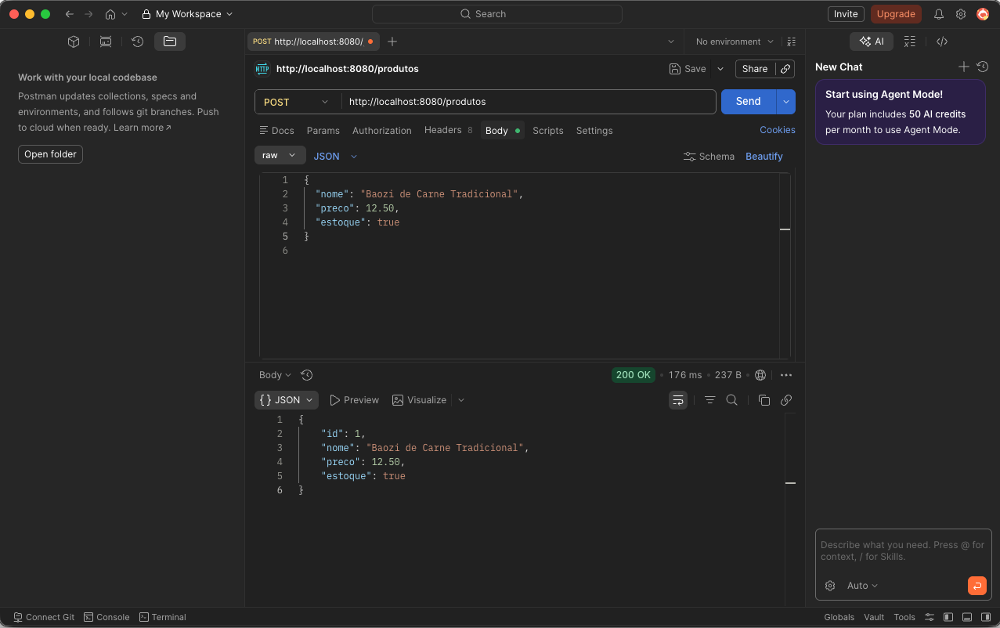 My Workspace
Search
Invite
Upgrade
POST http://localhost:8080/
No environment
AI
Work with your local codebase
Postman updates collections, specs and
environments, and follows git branches. Push
to cloud when ready. Learn more↗
Open folder
HTTP http://localhost:8080/produtos
Save
Share
POST
http://localhost:8080/produtos
Send
Docs
Params
Authorization
Headers 8
Body
Scripts
Settings
Cookies
raw
JSON
Schema
Beautify
1 {
2 "nome": "Baozi de Carne Tradicional",
3 "preco": 12.50,
4 "estoque": true
5 }
6
Body
200 OK • 176 ms • 237 B
{} JSON
Preview
Visualize
1 {
2 "id": 1,
3 "nome": "Baozi de Carne Tradicional",
4 "preco": 12.50,
5 "estoque": true
6 }
New Chat
Start using Agent Mode!
Your plan includes 50 AI credits
per month to use Agent Mode.
Describe what you need. Press @ for
context, / for Skills.
Auto
Connect Git
Console
Terminal
Globals
Vault
Tools